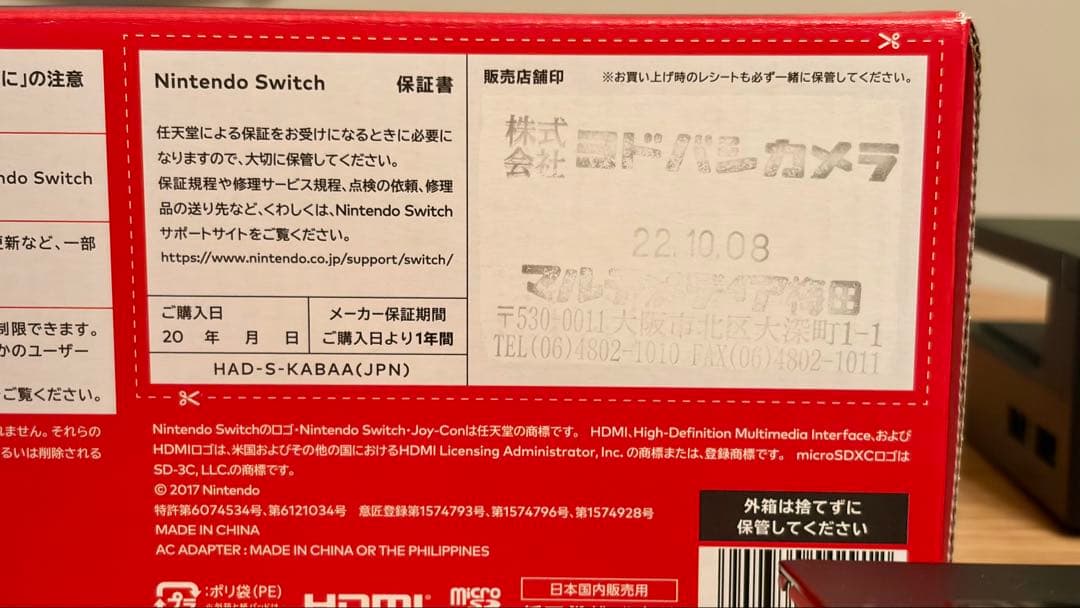 に」の注意
ndo Switch
更新など、一部
制限できます。
かのユーザー
ご覧ください。
れません。それらの
るいは削除される
Nintendo Switch 保証書
任天堂による保証をお受けになるときに必要に
なりますので、大切に保管してください。
保証規程や修理サービス規程、点検の依頼、修理
品の送り先など、くわしくは、Nintendo Switch
サポートサイトをご覧ください。
https://www.nintendo.co.jp/support/switch/
ご購入日
20 年 月 日
メーカー保証期間
ご購入日より1年間
HAD-S-KABAA(JPN)
販売店舗印 ※お買い上げ時のレシートも必ず一緒に保管してください。
株式会社 ヨドバシカメラ
22.10.08
マルチメディア梅田
〒530-0011 大阪市北区大深町1-1
TEL(06)4802-1010 FAX(06)4802-1011
Nintendo Switchのロゴ・Nintendo Switch・Joy-Conは任天堂の商標です。 HDMI、High-Definition Multimedia Interface、および
HDMIロゴは、米国およびその他の国におけるHDMI Licensing Administrator, Inc. の商標または、登録商標です。 microSDXCロゴは
SD-3C, LLC.の商標です。
© 2017 Nintendo
特許第6074534号、第6121034号 意匠登録第1574793号、第1574796号、第1574928号
MADE IN CHINA
AC ADAPTER : MADE IN CHINA OR THE PHILIPPINES
外箱は捨てずに
保管してください
プラ
:ポリ袋(PE)
HDMI
micro
日本国内販売用